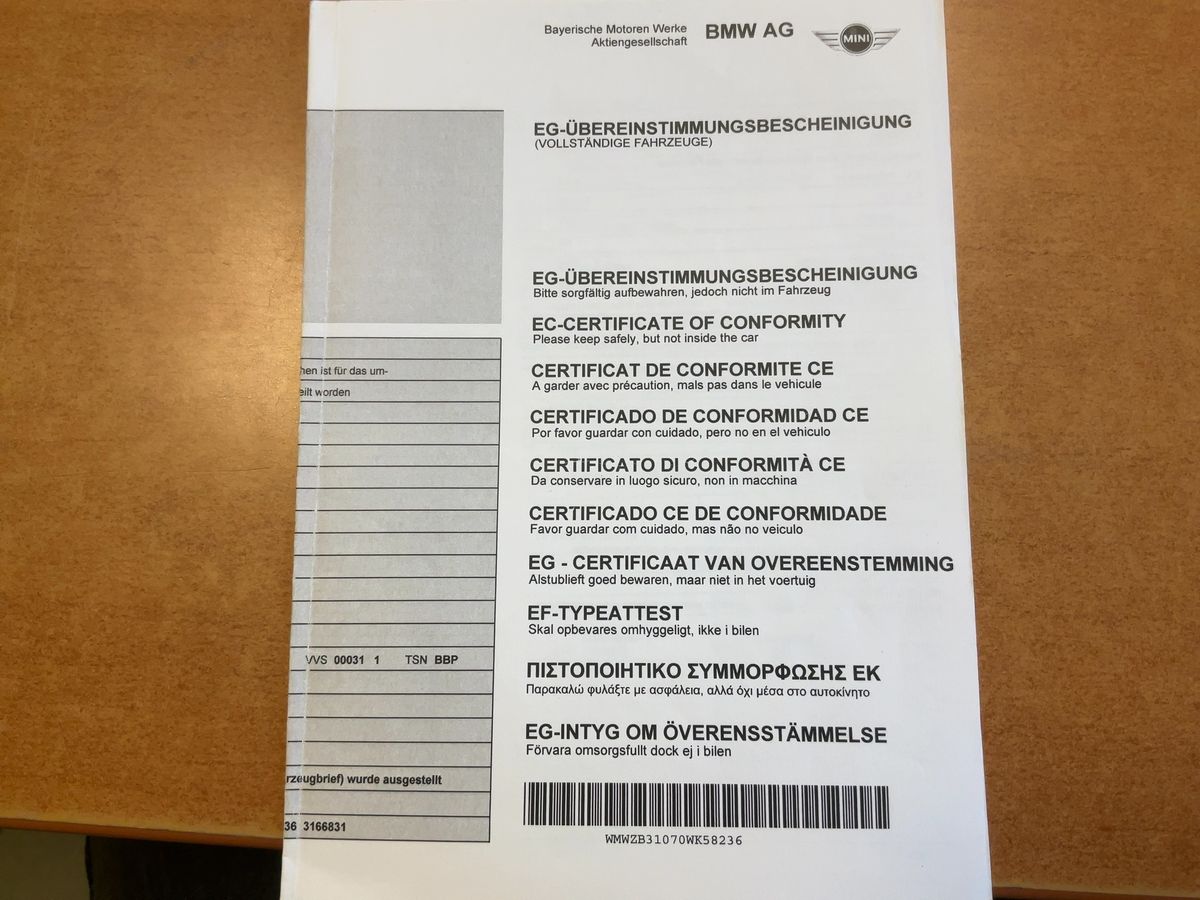 Bayerische Motoren Werke
Aktiengesellschaft
BMW AG
MINI
EG-ÜBEREINSTIMMUNGSBESCHEINIGUNG
(VOLLSTÄNDIGE FAHRZEUGE)
EG-ÜBEREINSTIMMUNGSBESCHEINIGUNG
Bitte sorgfältig aufbewahren, jedoch nicht im Fahrzeug
EC-CERTIFICATE OF CONFORMITY
Please keep safely, but not inside the car
CERTIFICAT DE CONFORMITE CE
A garder avec précaution, mals pas dans le vehicule
CERTIFICADO DE CONFORMIDAD CE
Por favor guardar con cuidado, pero no en el vehiculo
CERTIFICATO DI CONFORMITÀ CE
Da conservare in luogo sicuro, non in macchina
CERTIFICADO CE DE CONFORMIDADE
Favor guardar com cuidado, mas não no veiculo
EG - CERTIFICAAT VAN OVEREENSTEMMING
Alstublieft goed bewaren, maar niet in het voertuig
EF-TYPEATTEST
Skal opbevares omhyggeligt, ikke i bilen
ΠΙΣΤΟΠΟΙΗΤΙΚΟ ΣΥΜΜΟΡΦΩΣΗΣ ΕΚ
Παρακαλώ φυλάξτε με ασφάλεια, αλλά όχι μέσα στο αυτοκίνητο
EG-INTYG OM ÖVERENSSTÄMMELSE
Förvara omsorgsfullt dock ej i bilen
WMWZB31070WK58236
hen ist für das um-
eilt worden
VVS 00031 1 TSN BBP
rzeugbrief) wurde ausgestellt
36 3166831